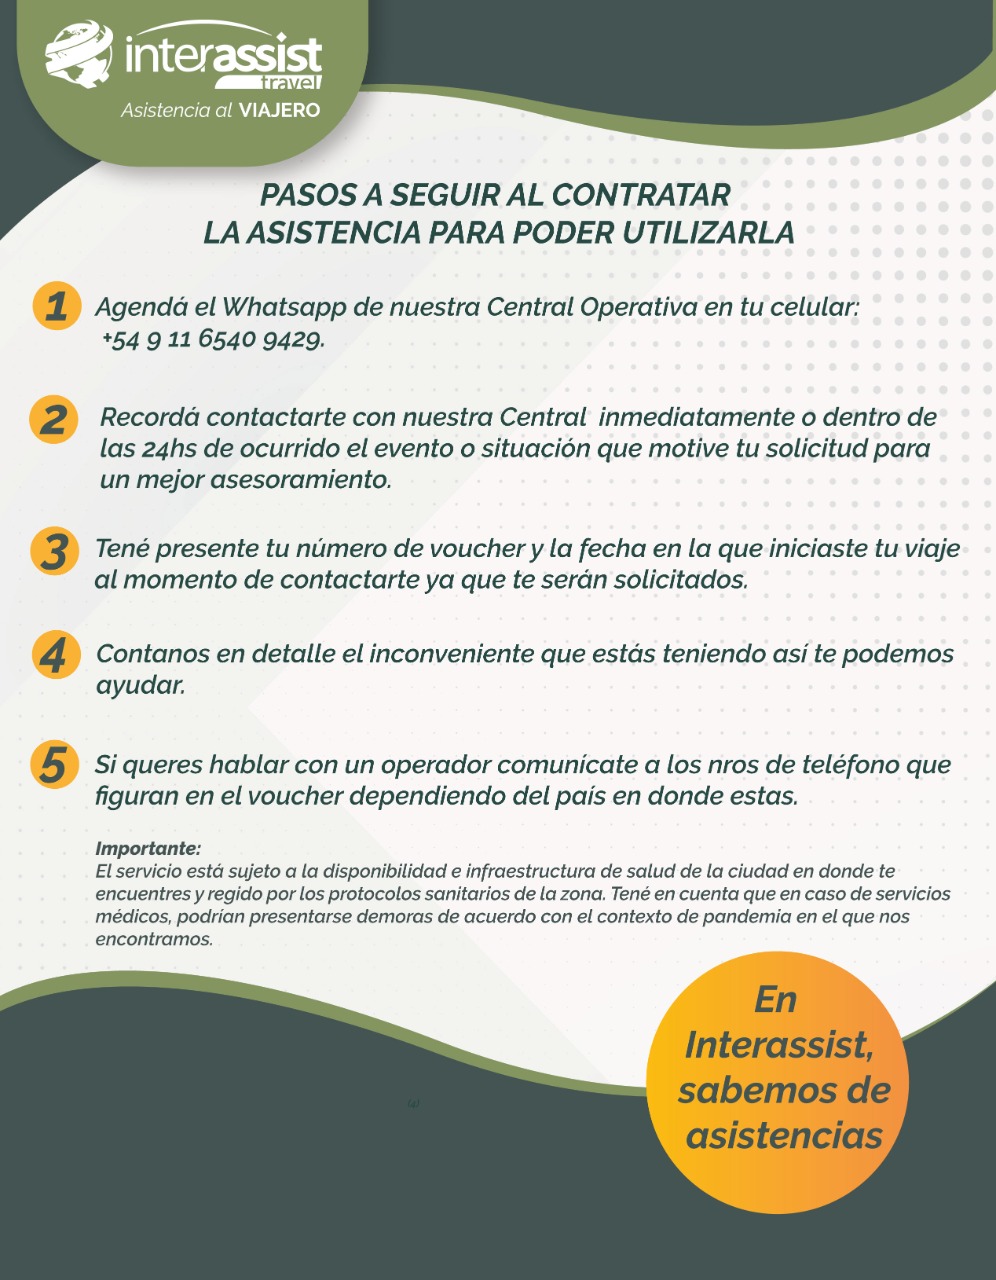 interassist
travel
Asistencia al VIAJERO
PASOS A SEGUIR AL CONTRATAR
LA ASISTENCIA PARA PODER UTILIZARLA
1 Agendá el Whatsapp de nuestra Central Operativa en tu celular:
+54 9 11 6540 9429.
2 Recordá contactarte con nuestra Central inmediatamente o dentro de
las 24hs de ocurrido el evento o situación que motive tu solicitud para
un mejor asesoramiento.
3 Tené presente tu número de voucher y la fecha en la que iniciaste tu viaje
al momento de contactarte ya que te serán solicitados.
4 Contanos en detalle el inconveniente que estás teniendo así te podemos
ayudar.
5 Si queres hablar con un operador comunícate a los nros de teléfono que
figuran en el voucher dependiendo del país en donde estas.
Importante:
El servicio está sujeto a la disponibilidad e infraestructura de salud de la ciudad en donde te
encuentres y regido por los protocolos sanitarios de la zona. Tené en cuenta que en caso de servicios
médicos, podrían presentarse demoras de acuerdo con el contexto de pandemia en el que nos
encontramos.
En
Interassist,
sabemos de
asistencias